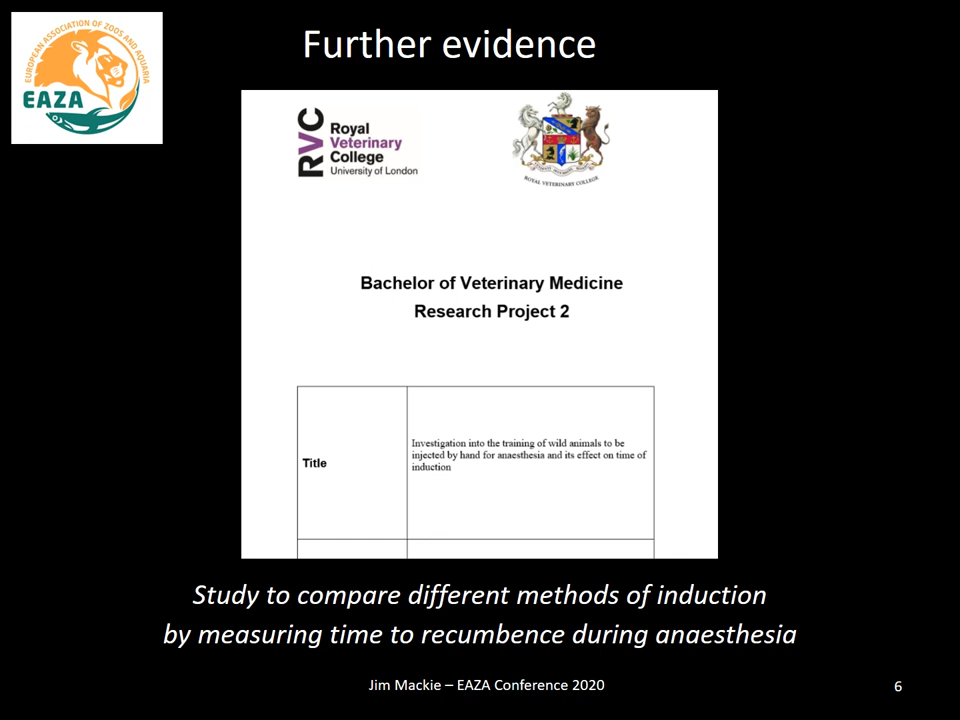 EUROPEAN ASSOCIATION OF ZOOS AND AQUARIA
EAZA
Further evidence
RVC
Royal
Veterinary
College
University of London
ROYAL VETERINARY COLLEGE
Bachelor of Veterinary Medicine
Research Project 2
Title
Investigation into the training of wild animals to be
injected by hand for anaesthesia and its effect on time of
induction
Study to compare different methods of induction
by measuring time to recumbence during anaesthesia
Jim Mackie – EAZA Conference 2020
6